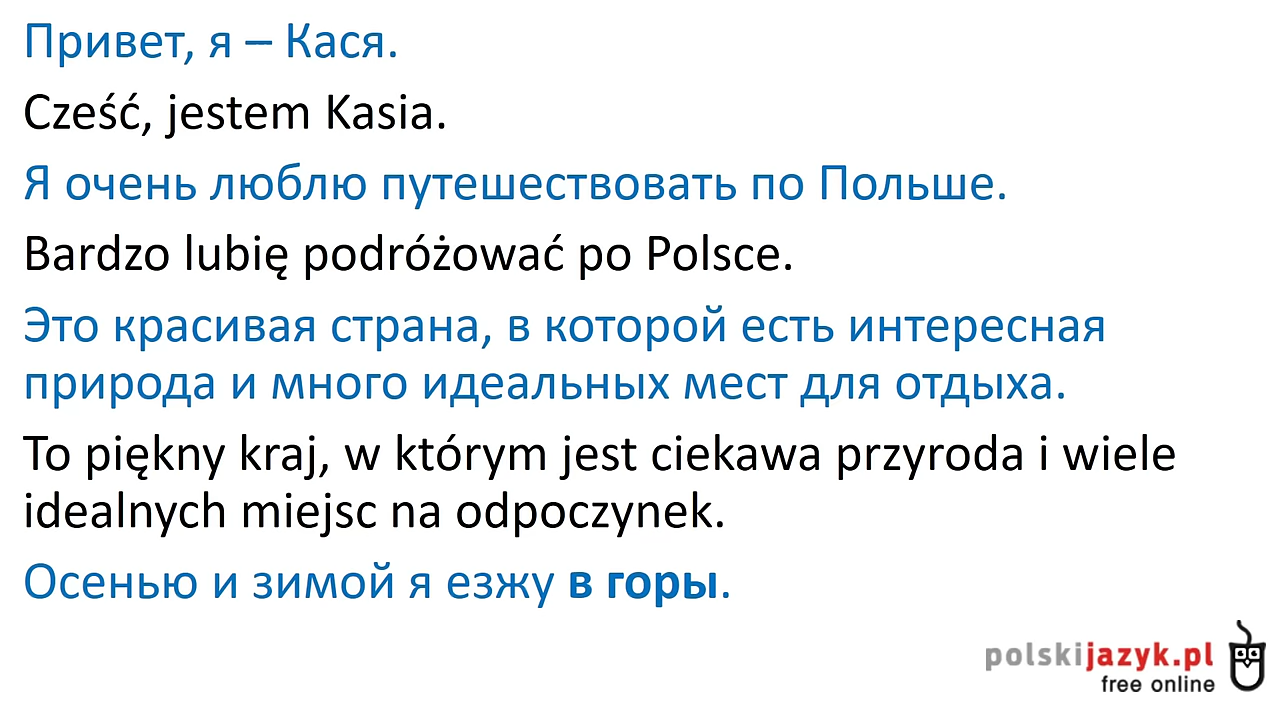 Привет, я – Кася.
Cześć, jestem Kasia.
Я очень люблю путешествовать по Польше.
Bardzo lubię podróżować po Polsce.
Это красивая страна, в которой есть интересная
природа и много идеальных мест для отдыха.
To piękny kraj, w którym jest ciekawa przyroda i wiele
idealnych miejsc na odpoczynek.
Осенью и зимой я езжу в горы.
polskijazyk.pl
free online